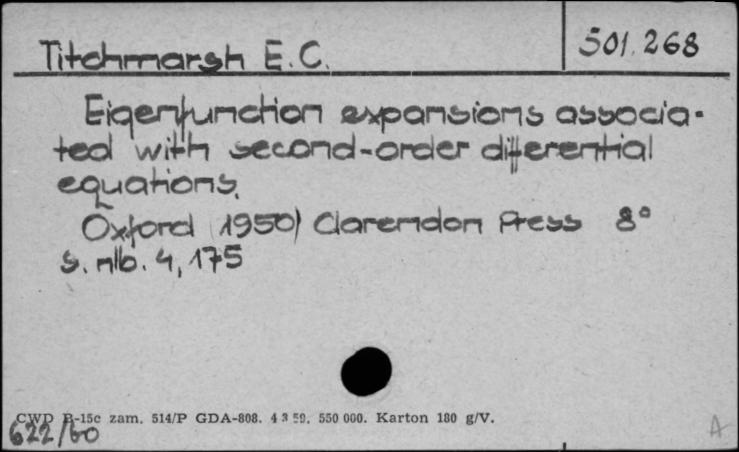 Titchmarsh E.C. 501.268
Eigenfunction expansions associa-
ted with second-order differential
equations.
Oxford 1950) Clarendon Press 8°
s. nlb. 4, 175
CWD B-15c zam. 514/P GDA-808. 4 3 59. 550 000. Karton 180 g/V.
622/60
A